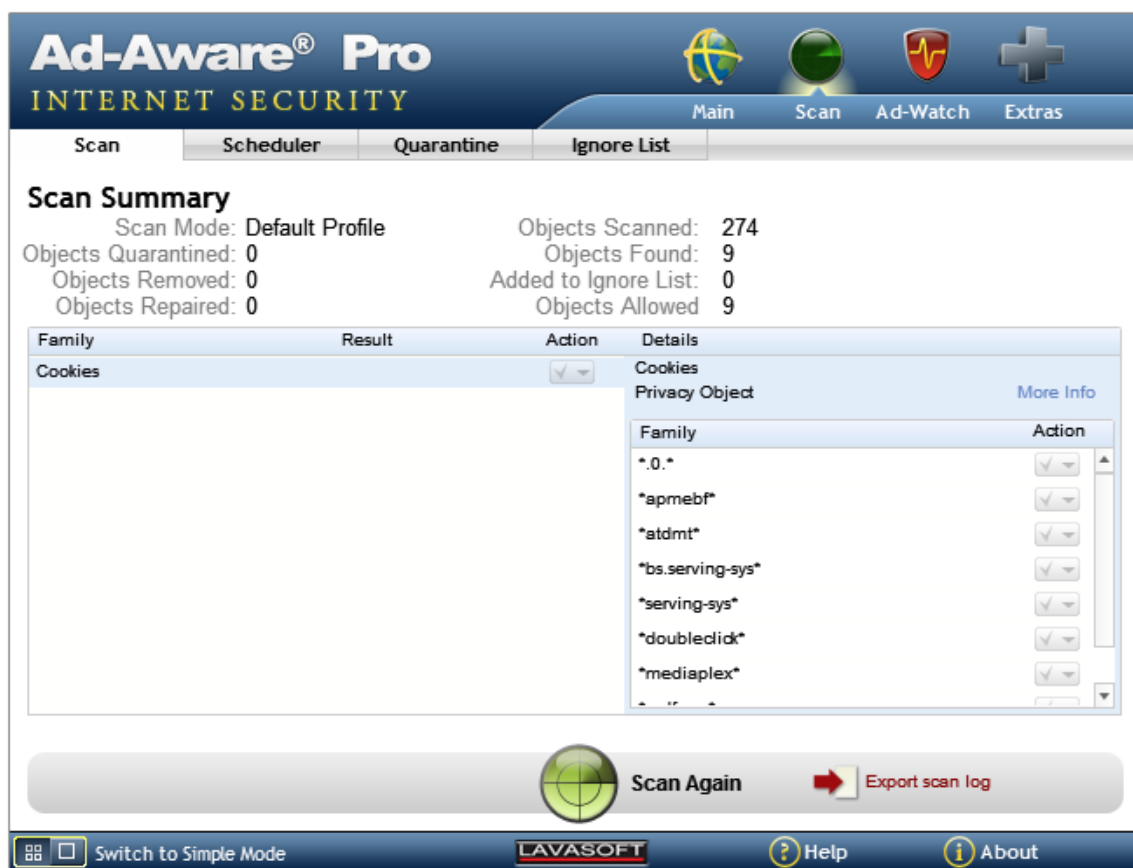 Ad-Aware® Pro
INTERNET SECURITY
Main Scan Ad-Watch Extras
Scan Scheduler Quarantine Ignore List
Scan Summary
Scan Mode: Default Profile Objects Scanned: 274
Objects Quarantined: 0 Objects Found: 9
Objects Removed: 0 Added to Ignore List: 0
Objects Repaired: 0 Objects Allowed 9
Family Result Action Details
Cookies Cookies
Privacy Object More Info
Family Action
*.0.*
*apmebf*
*atdmt*
*bs.serving-sys*
*serving-sys*
*doubleclick*
*mediaplex*
Scan Again Export scan log
Switch to Simple Mode LAVASOFT Help About